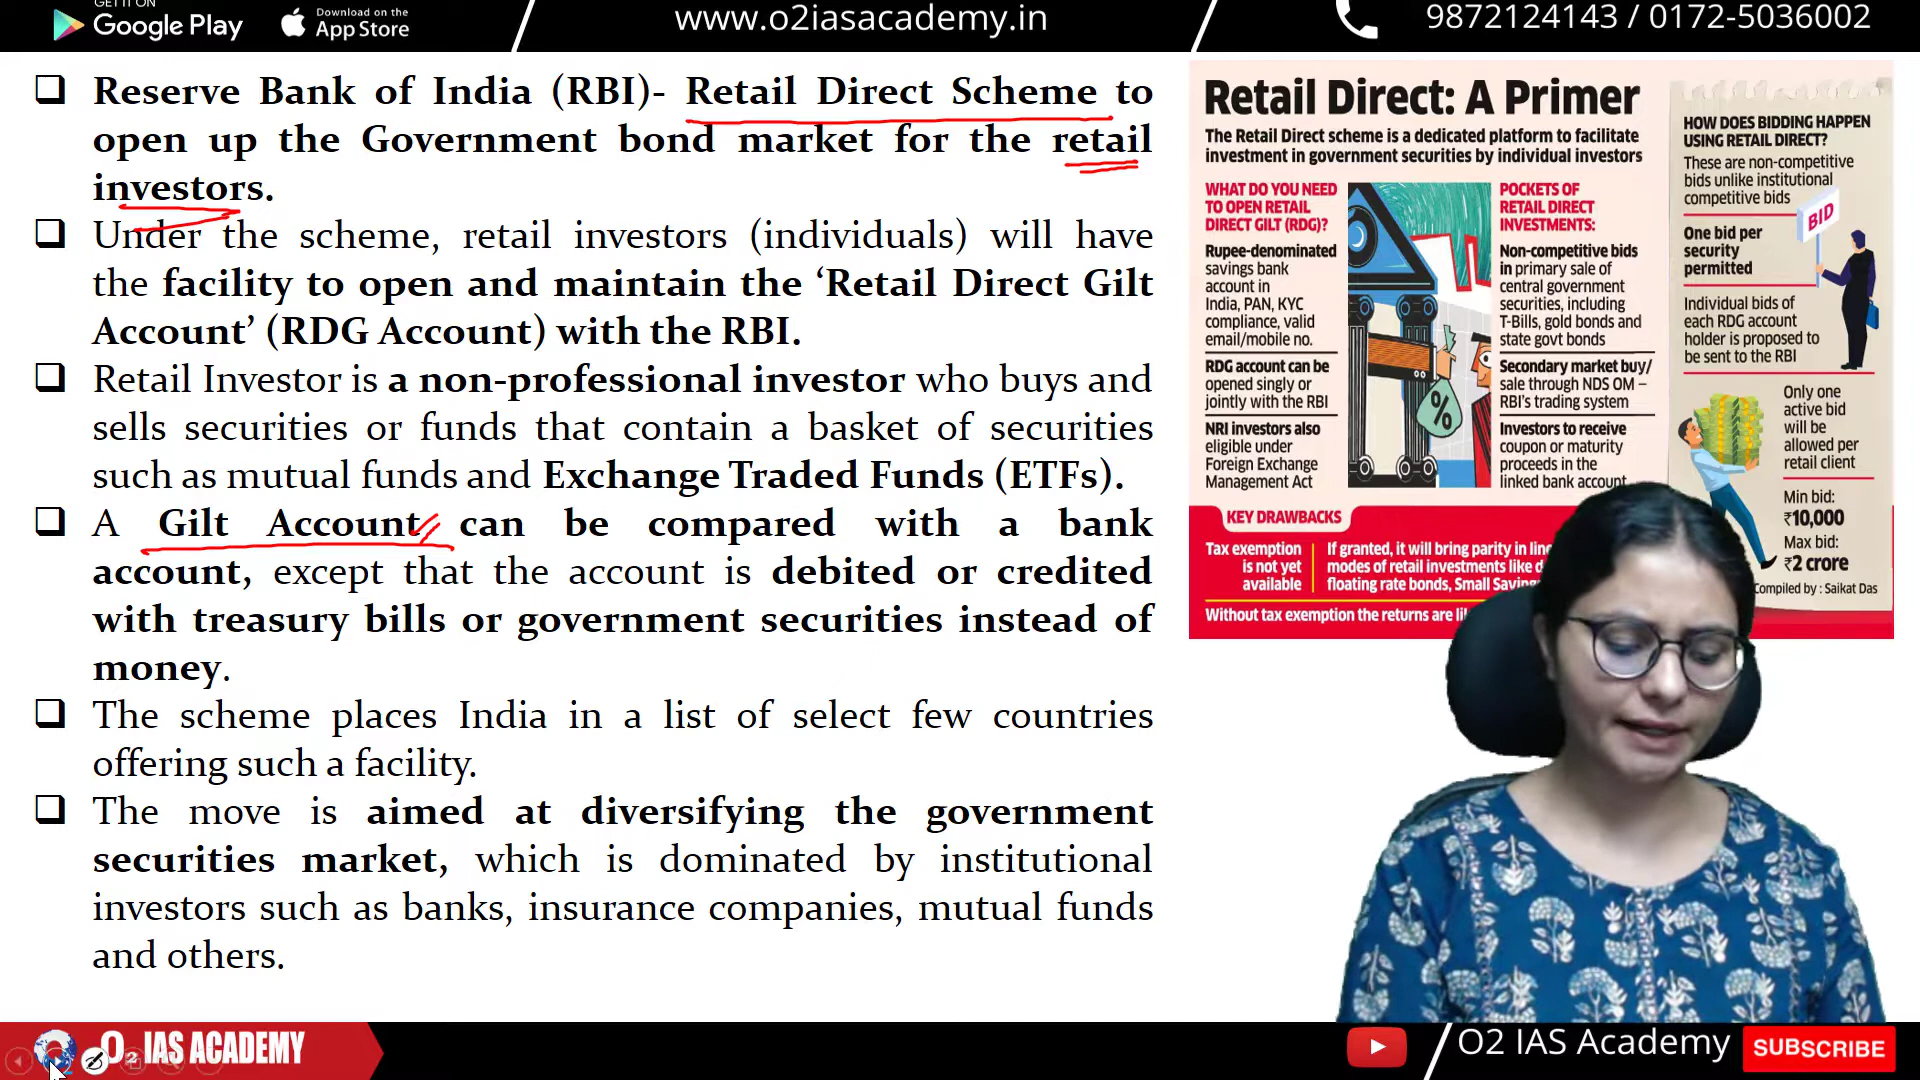 GET IT ON
Google Play
Download on the
App Store
www.o2iasacademy.in
9872124143 / 0172-5036002
Reserve Bank of India (RBI)- Retail Direct Scheme to
open up the Government bond market for the retail
investors.
Under the scheme, retail investors (individuals) will have
the facility to open and maintain the ‘Retail Direct Gilt
Account’ (RDG Account) with the RBI.
Retail Investor is a non-professional investor who buys and
sells securities or funds that contain a basket of securities
such as mutual funds and Exchange Traded Funds (ETFs).
A Gilt Account can be compared with a bank
account, except that the account is debited or credited
with treasury bills or government securities instead of
money.
The scheme places India in a list of select few countries
offering such a facility.
The move is aimed at diversifying the government
securities market, which is dominated by institutional
investors such as banks, insurance companies, mutual funds
and others.
Retail Direct: A Primer
The Retail Direct scheme is a dedicated platform to facilitate
investment in government securities by individual investors
WHAT DO YOU NEED
TO OPEN RETAIL
DIRECT GILT (RDG)?
Rupee-denominated
savings bank
account in
India, PAN, KYC
compliance, valid
email/mobile no.
RDG account can be
opened singly or
jointly with the RBI
NRI investors also
eligible under
Foreign Exchange
Management Act
%
POCKETS OF
RETAIL DIRECT
INVESTMENTS:
Non-competitive bids
in primary sale of
central government
securities, including
T-Bills, gold bonds and
state govt bonds
Secondary market buy/
sale through NDS OM –
RBI's trading system
Investors to receive
coupon or maturity
proceeds in the
linked bank account
HOW DOES BIDDING HAPPEN
USING RETAIL DIRECT?
These are non-competitive
bids unlike institutional
competitive bids
BID
One bid per
security
permitted
Individual bids of
each RDG account
holder is proposed to
be sent to the RBI
Only one
active bid
will be
allowed per
retail client
Min bid:
₹10,000
Max bid:
₹2 crore
Compiled by : Saikat Das
KEY DRAWBACKS
Tax exemption
is not yet
available
If granted, it will bring parity in
modes of retail investments like
floating rate bonds, Small
Without tax exemption the returns are
O2 IAS ACADEMY
O2 IAS Academy
SUBSCRIBE